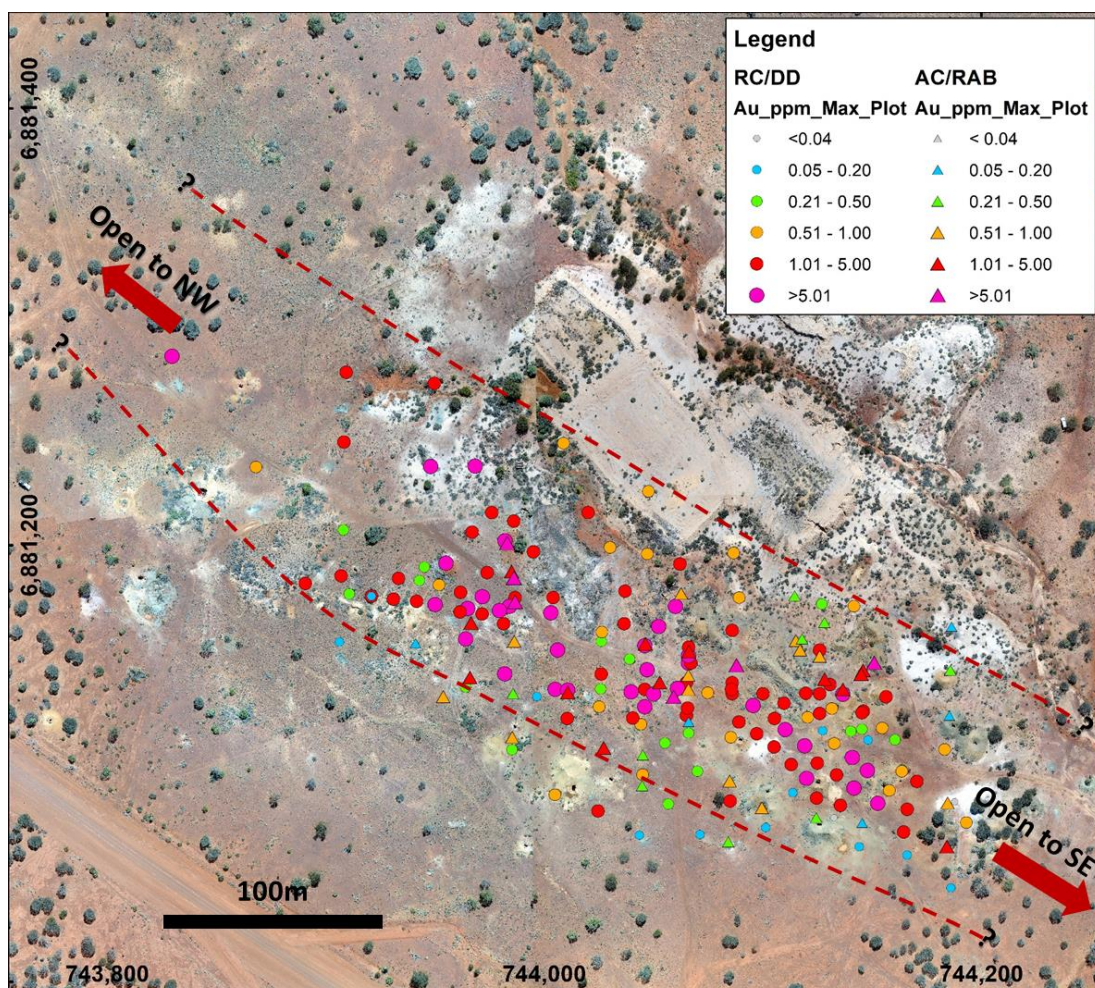 Legend
RC/DD AC/RAB
Au_ppm_Max_Plot Au_ppm_Max_Plot
<0.04 < 0.04
0.05 - 0.20 0.05 - 0.20
0.21 - 0.50 0.21 - 0.50
0.51 - 1.00 0.51 - 1.00
1.01 - 5.00 1.01 - 5.00
>5.01 >5.01
6,881,400
?
Open to NW
?
6,881,200
?
Open to SE
100m
?
743,800 744,000 744,200